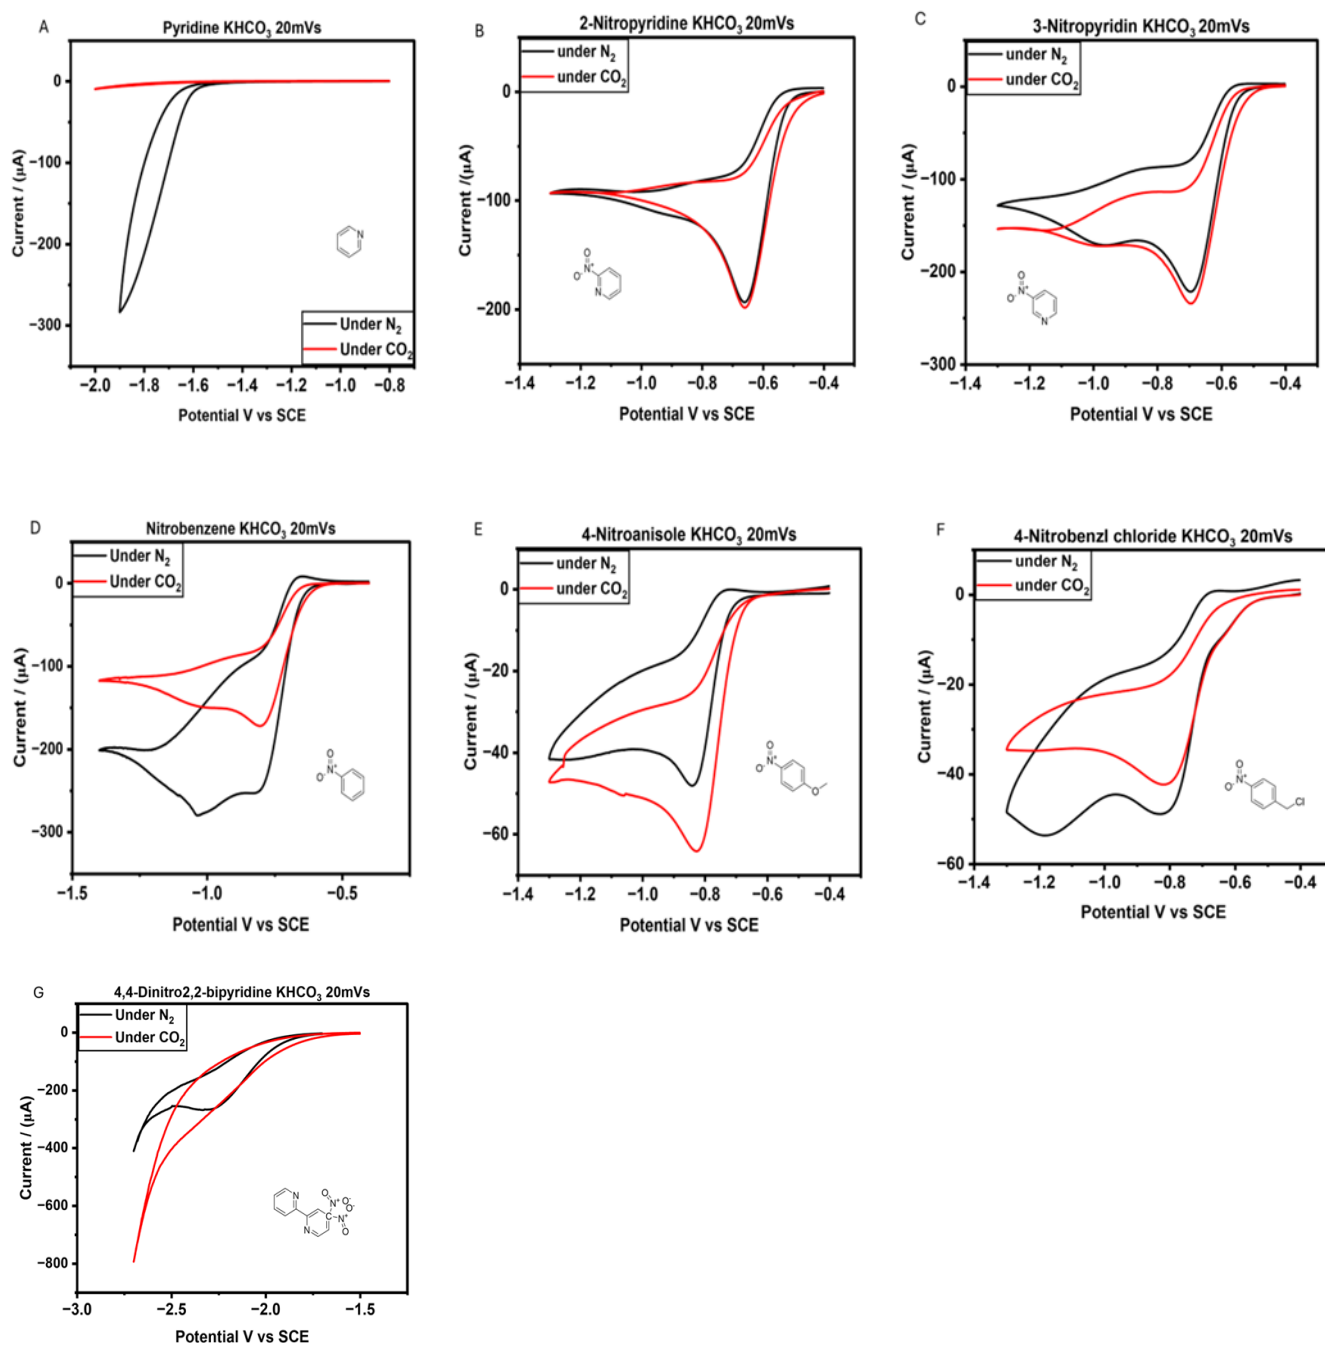 A
Pyridine KHCO₃ 20mVs
0
−100
−200
−300
Current / (μA)
N
Under N₂
Under CO₂
−2.0 −1.8 −1.6 −1.4 −1.2 −1.0 −0.8
Potential V vs SCE
B
2-Nitropyridine KHCO₃ 20mVs
under N₂
under CO₂
0
−100
−200
Current /(μA)
O
N⁺
O⁻
N
−1.4 −1.2 −1.0 −0.8 −0.6 −0.4
Potential V vs SCE
C
3-Nitropyridin KHCO₃ 20mVs
under N₂
under CO₂
0
−100
−200
−300
Current / (μA)
O
N⁺
O⁻
N
−1.4 −1.2 −1.0 −0.8 −0.6 −0.4
Potential V vs SCE
D
Nitrobenzene KHCO₃ 20mVs
Under N₂
Under CO₂
0
−100
−200
−300
Current / (μA)
O
N⁺
O⁻
−1.5 −1.0 −0.5
Potential V vs SCE
E
4-Nitroanisole KHCO₃ 20mVs
under N₂
under CO₂
0
−20
−40
−60
Current / (μA)
O
N⁺
O⁻
O
−1.4 −1.2 −1.0 −0.8 −0.6 −0.4
Potential V vs SCE
F
4-Nitrobenzl chloride KHCO₃ 20mVs
under N₂
under CO₂
0
−20
−40
−60
Current / (μA)
O
N⁺
O⁻
Cl
−1.4 −1.2 −1.0 −0.8 −0.6 −0.4
Potential V vs SCE
G
4,4-Dinitro2,2-bipyridine KHCO₃ 20mVs
Under N₂
Under CO₂
0
−200
−400
−600
−800
Current / (μA)
N
O
N⁺
O⁻
O⁻
C
N⁺
N
O
−3.0 −2.5 −2.0 −1.5
Potential V vs SCE